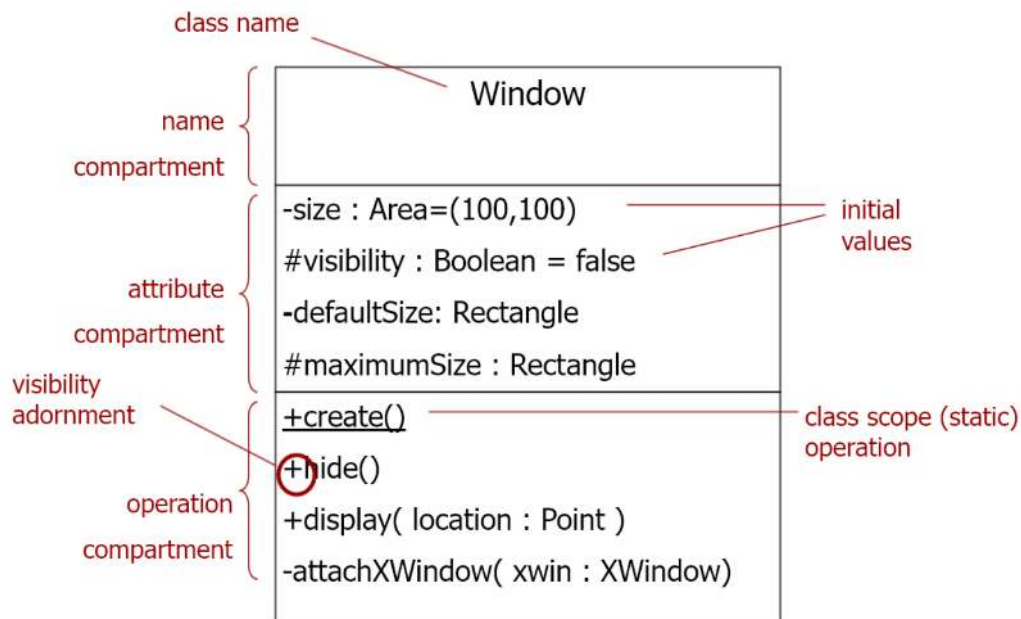 class name
Window
name
compartment
-size : Area=(100,100)
#visibility : Boolean = false
-defaultSize: Rectangle
#maximumSize : Rectangle
initial
values
attribute
compartment
visibility
adornment
+create()
+hide()
+display( location : Point )
-attachXWindow( xwin : XWindow)
class scope (static)
operation
operation
compartment